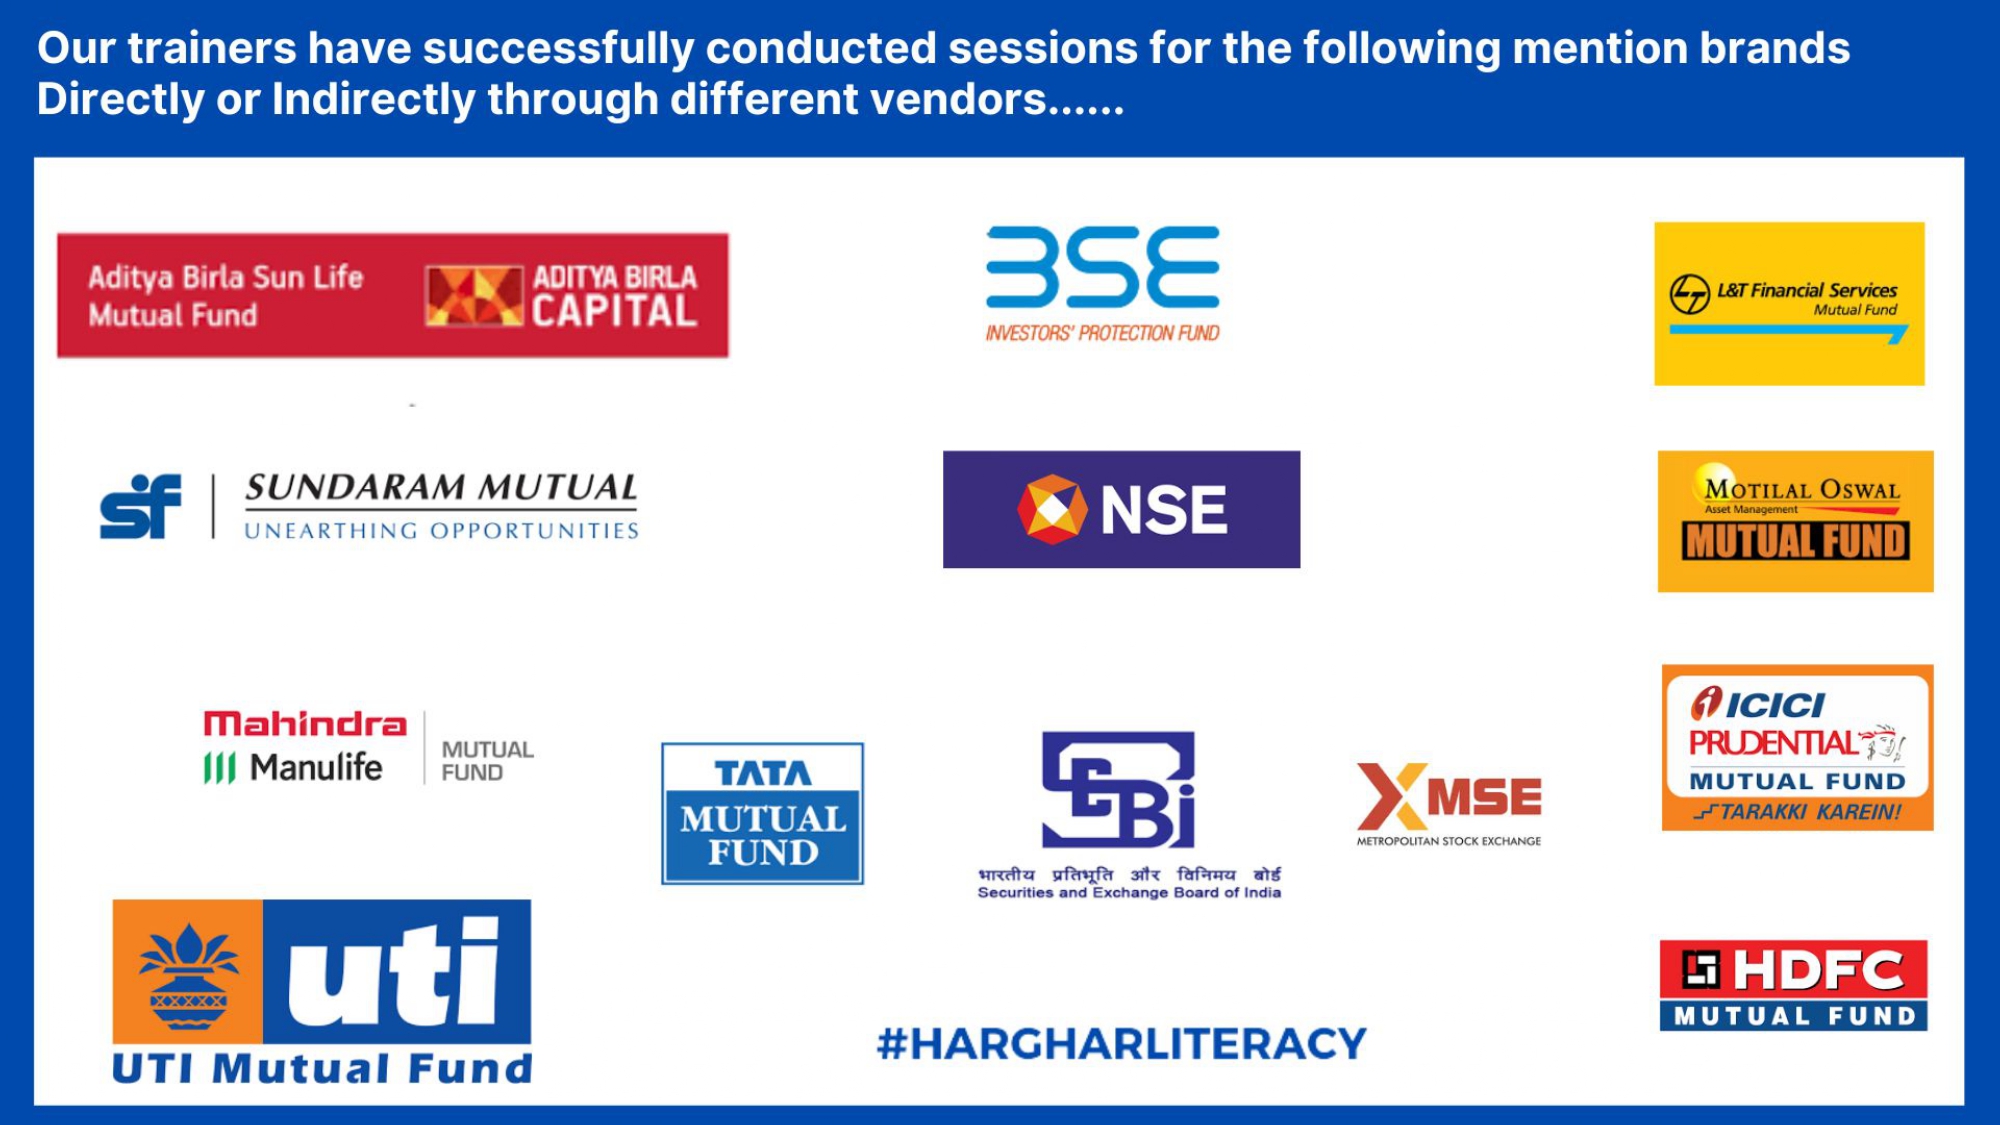 Our trainers have successfully conducted sessions for the following mention brands
Directly or Indirectly through different vendors......
Aditya Birla Sun Life
Mutual Fund
ADITYA BIRLA
CAPITAL
BSE
INVESTORS' PROTECTION FUND
L&T Financial Services
Mutual Fund
sf
SUNDARAM MUTUAL
UNEARTHING OPPORTUNITIES
NSE
MOTILAL OSWAL
Asset Management
MUTUAL FUND
Mahindra
Manulife
MUTUAL
FUND
TATA
MUTUAL
FUND
SEBi
भारतीय प्रतिभूति और विनिमय बोर्ड
Securities and Exchange Board of India
MSE
METROPOLITAN STOCK EXCHANGE
ICICI
PRUDENTIAL
MUTUAL FUND
TARAKKI KAREIN!
uti
UTI Mutual Fund
#HARGHARLITERACY
HDFC
MUTUAL FUND